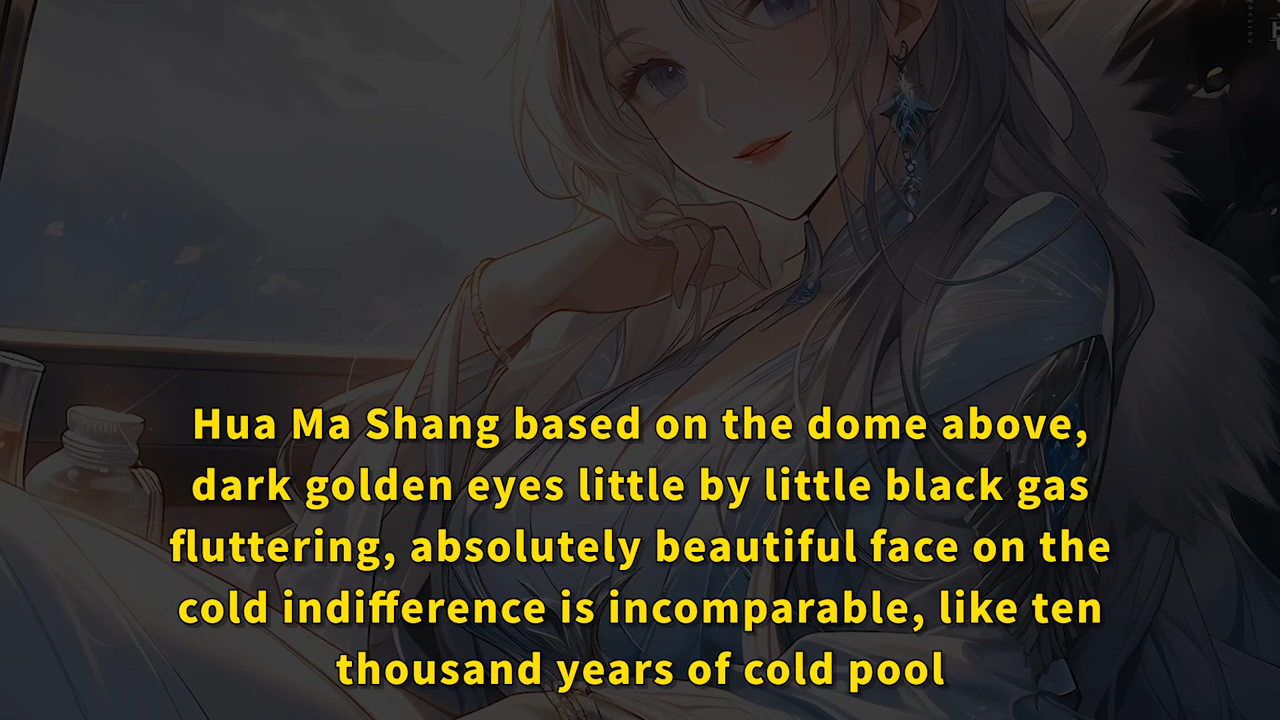 Hua Ma Shang based on the dome above,
dark golden eyes little by little black gas
fluttering, absolutely beautiful face on the
cold indifference is incomparable, like ten
thousand years of cold pool